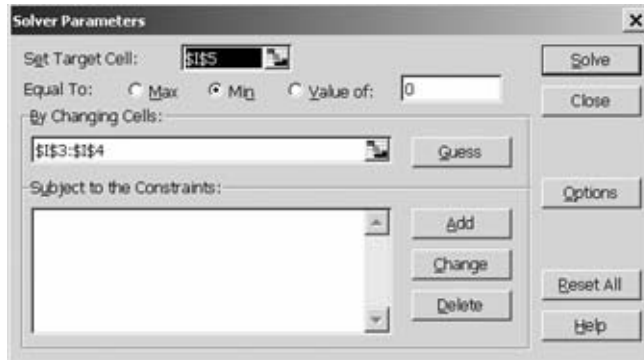 Solver Parameters
Set Target Cell: $I$5 Solve
Equal To: Max Min Value of: 0 Close
By Changing Cells:
$I$3:$I$4 Guess
Subject to the Constraints: Options
Add
Change
Reset All
Delete
Help